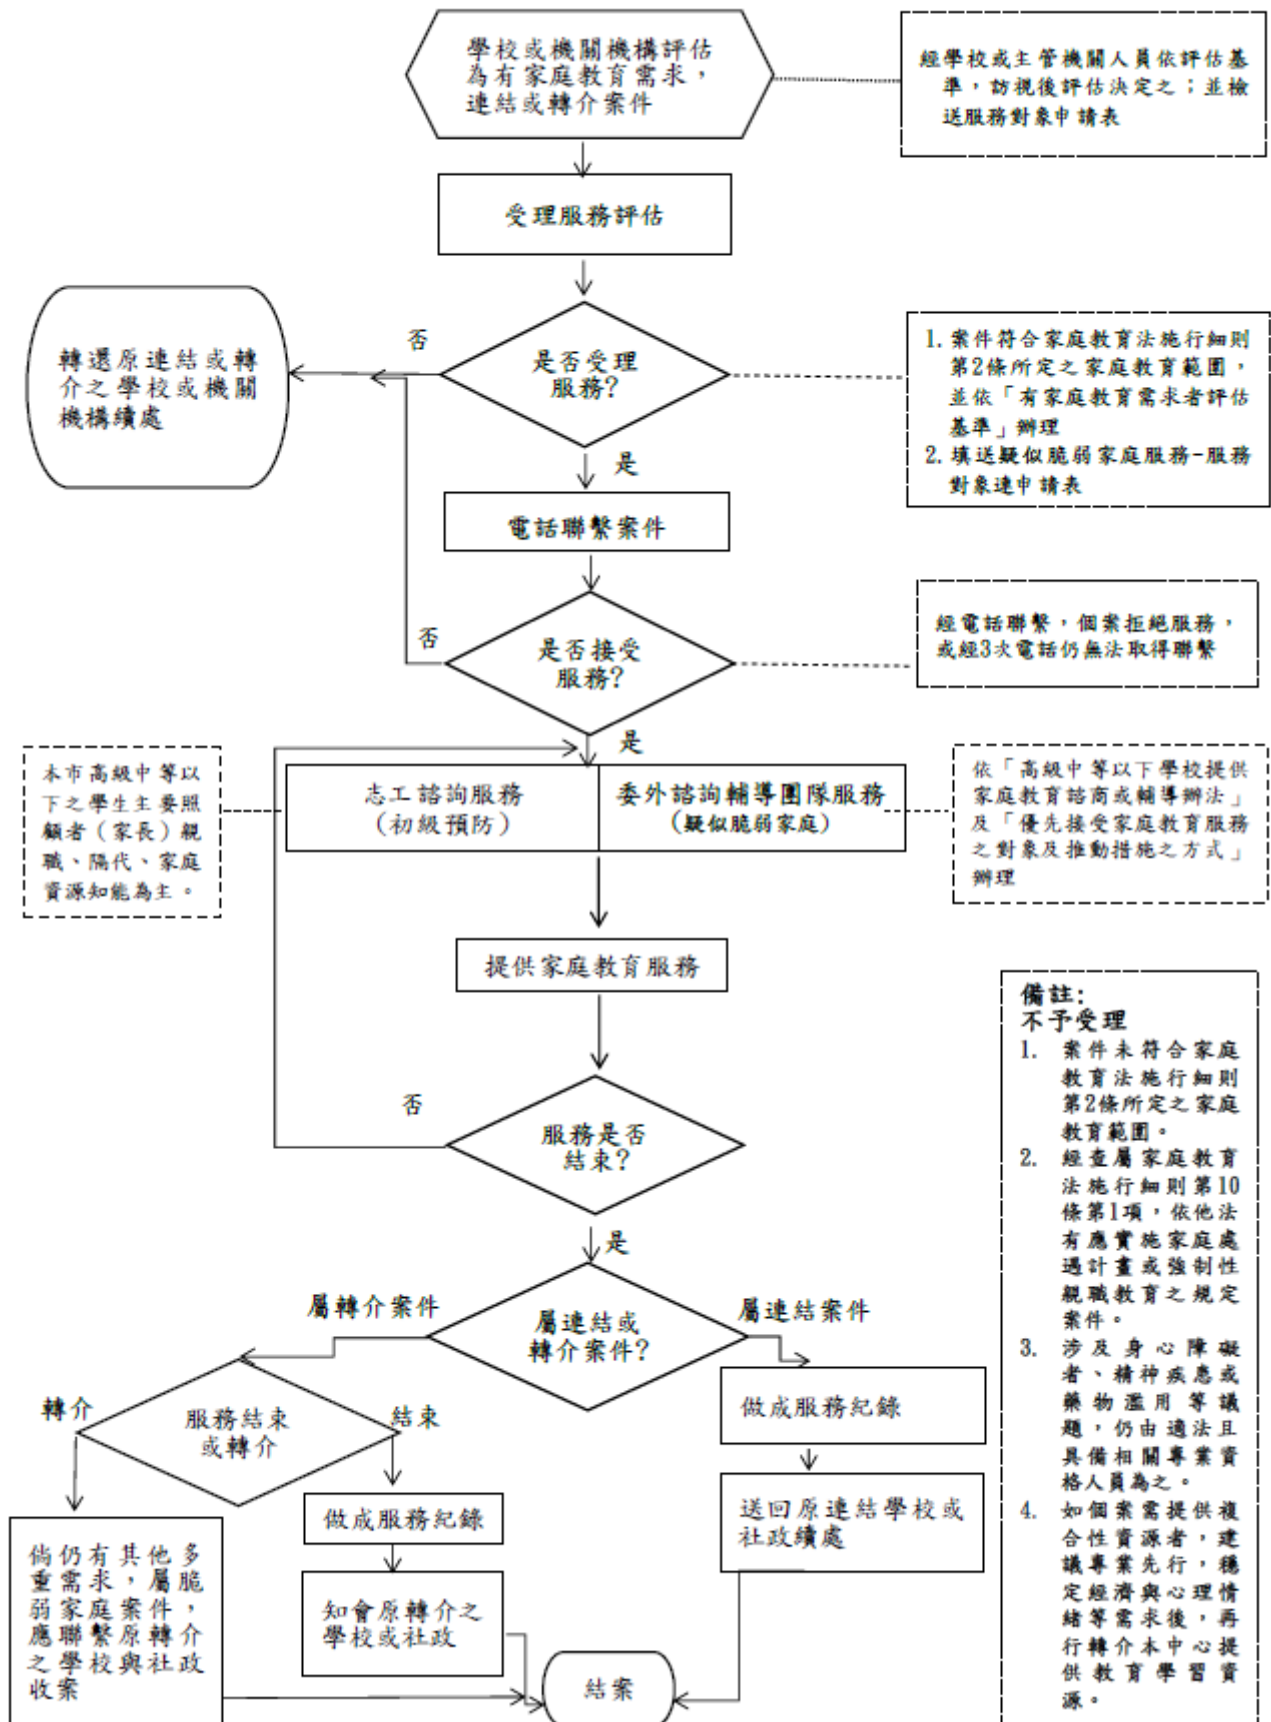 學校或機關機構評估
為有家庭教育需求，
連結或轉介案件
經學校或主管機關人員依評估基
準，訪視後評估決定之；並檢
送服務對象申請表
受理服務評估
轉還原連結或轉
介之學校或機關
機構續處
否
是否受理
服務?
1. 案件符合家庭教育法施行細則
第2條所定之家庭教育範圍，
並依「有家庭教育需求者評估
基準」辦理
2. 填送疑似脆弱家庭服務-服務
對象連申請表
是
電話聯繫案件
否
是否接受
服務?
經電話聯繫，個案拒絕服務，
或經3次電話仍無法取得聯繫
是
本市高級中等以
下之學生主要照
顧者（家長）親
職、隔代、家庭
資源知能為主。
志工諮詢服務
(初級預防)
委外諮詢輔導團隊服務
(疑似脆弱家庭)
依「高級中等以下學校提供
家庭教育諮商或輔導辦法」
及「優先接受家庭教育服務
之對象及推動措施之方式」
辦理
提供家庭教育服務
否
服務是否
結束?
是
屬轉介案件
屬連結或
轉介案件?
屬連結案件
轉介
服務結束
或轉介
結束
做成服務紀錄
做成服務紀錄
送回原連結學校或
社政續處
倘仍有其他多
重需求，屬脆
弱家庭案件，
應聯繫原轉介
之學校與社政
收案
知會原轉介之
學校或社政
結案
備註:
不予受理
1. 案件未符合家庭
教育法施行細則
第2條所定之家庭
教育範圍。
2. 經查屬家庭教育
法施行細則第10
條第1項，依他法
有應實施家庭處
遇計畫或強制性
親職教育之規定
案件。
3. 涉及身心障礙
者、精神疾患或
藥物濫用等議
題，仍由適法且
具備相關專業資
格人員為之。
4. 如個案需提供複
合性資源者，建
議專業先行，穩
定經濟與心理情
緒等需求後，再
行轉介本中心提
供教育學習資
源。